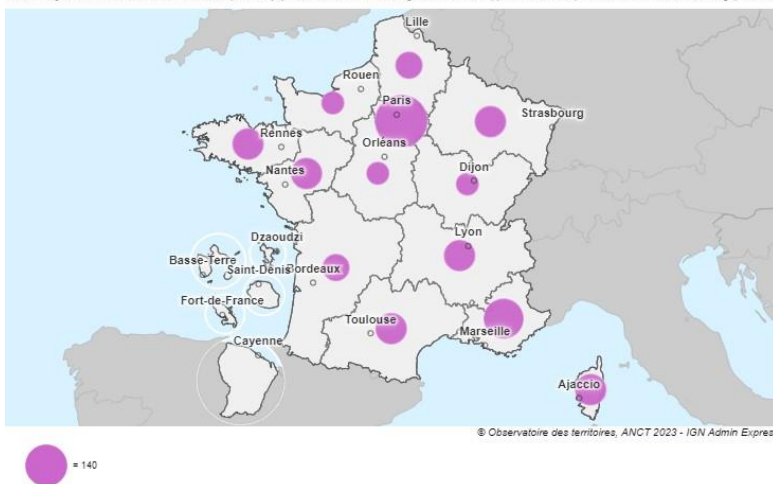 Lille
Rouen
Paris
Strasbourg
Rennes
Orléans
Nantes
Dijon
Dzaoudzi
Lyon
Basse-Terre
Saint-Denis
Bordeaux
Fort-de-France
Toulouse
Marseille
Cayenne
Ajaccio
© Observatoire des territoires, ANCT 2023 - IGN Admin Expres
= 140